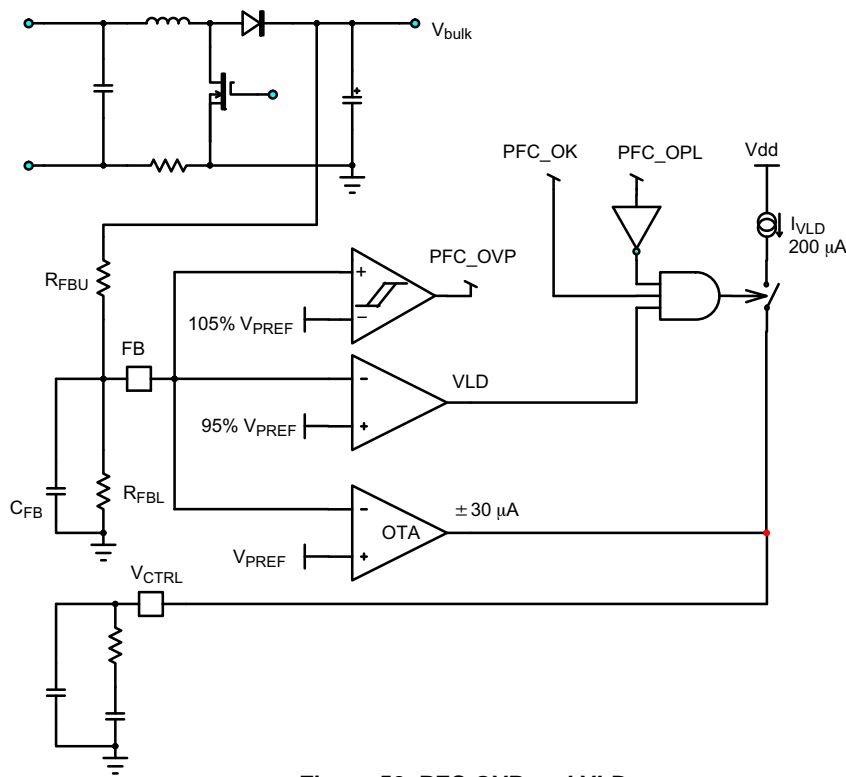 V_bulk
PFC_OK
PFC_OPL
Vdd
I_VLD
200 μA
R_FBU
+
PFC_OVP
105% V_PREF
−
FB
−
VLD
95% V_PREF
+
C_FB
R_FBL
−
± 30 μA
OTA
V_PREF
+
V_CTRL